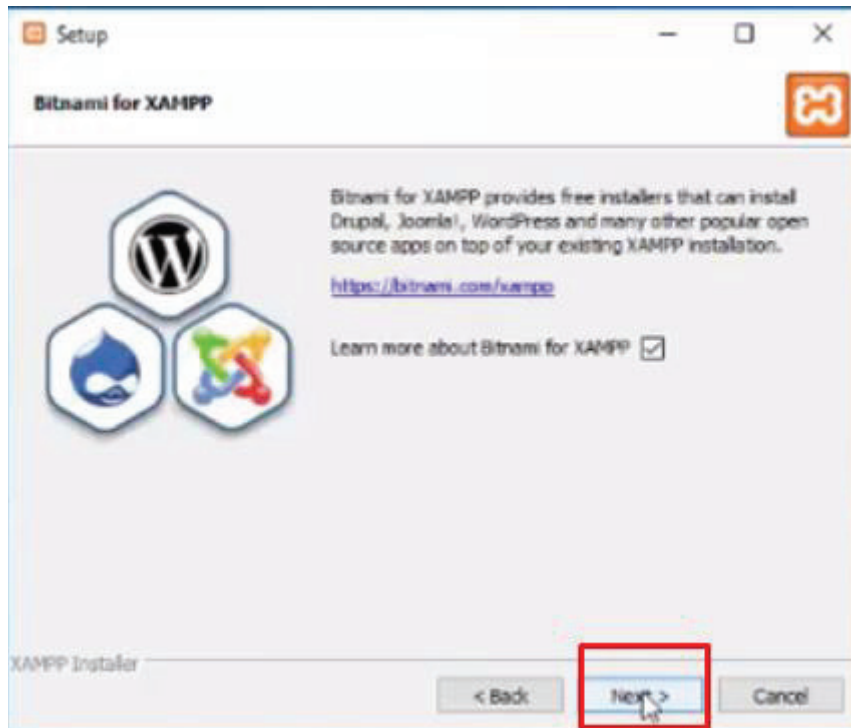 Setup
Bitnami for XAMPP
Bitnami for XAMPP provides free installers that can install
Drupal, Joomla!, WordPress and many other popular open
source apps on top of your existing XAMPP installation.
https://bitnami.com/xampp
Learn more about Bitnami for XAMPP
XAMPP Installer
< Back Next > Cancel